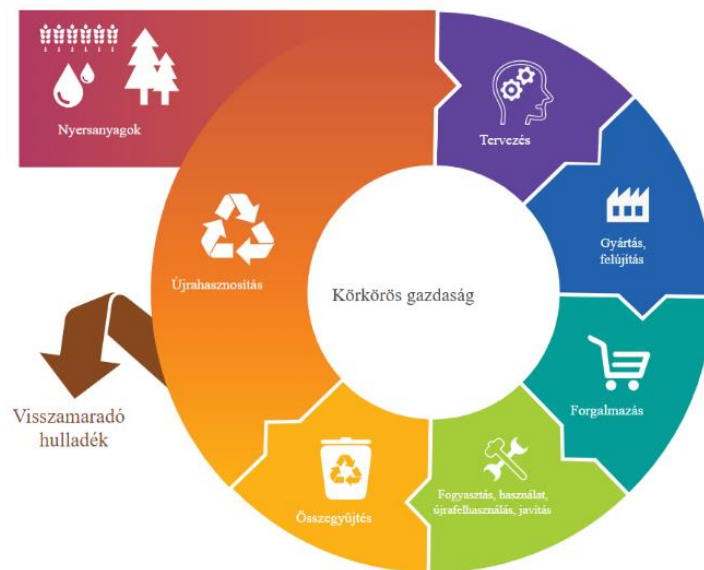 Nyersanyagok
Tervezés
Gyártás,
felújítás
Forgalmazás
Fogyasztás, használat,
újrafelhasználás, javítás
Összegyűjtés
Újrahasznosítás
Visszamaradó
hulladék
Körkörös gazdaság